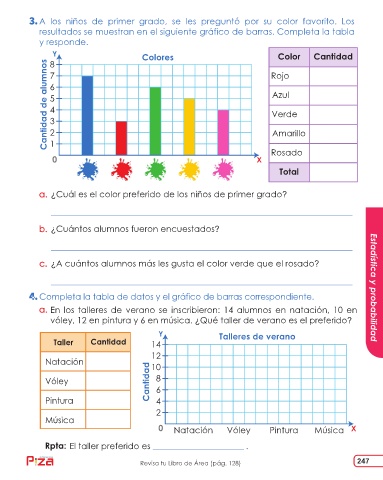 3. A los niños de primer grado, se les preguntó por su color favorito. Los
resultados se muestran en el siguiente gráfico de barras. Completa la tabla
y responde.
Colores
Y
Cantidad de alumnos
8
7
6
5
4
3
2
1
0
X
Color Cantidad
Rojo
Azul
Verde
Amarillo
Rosado
Total
a. ¿Cuál es el color preferido de los niños de primer grado?
b. ¿Cuántos alumnos fueron encuestados?
c. ¿A cuántos alumnos más les gusta el color verde que el rosado?
4. Completa la tabla de datos y el gráfico de barras correspondiente.
a. En los talleres de verano se inscribieron: 14 alumnos en natación, 10 en
vóley, 12 en pintura y 6 en música. ¿Qué taller de verano es el preferido?
Taller Cantidad
Natación
Vóley
Pintura
Música
Talleres de verano
Y
Cantidad
14
12
10
8
6
4
2
0
Natación Vóley Pintura Música X
Rpta: El taller preferido es ____________________ .
Estadística y probabilidad
Revisa tu Libro de Área (pág. 128)
247